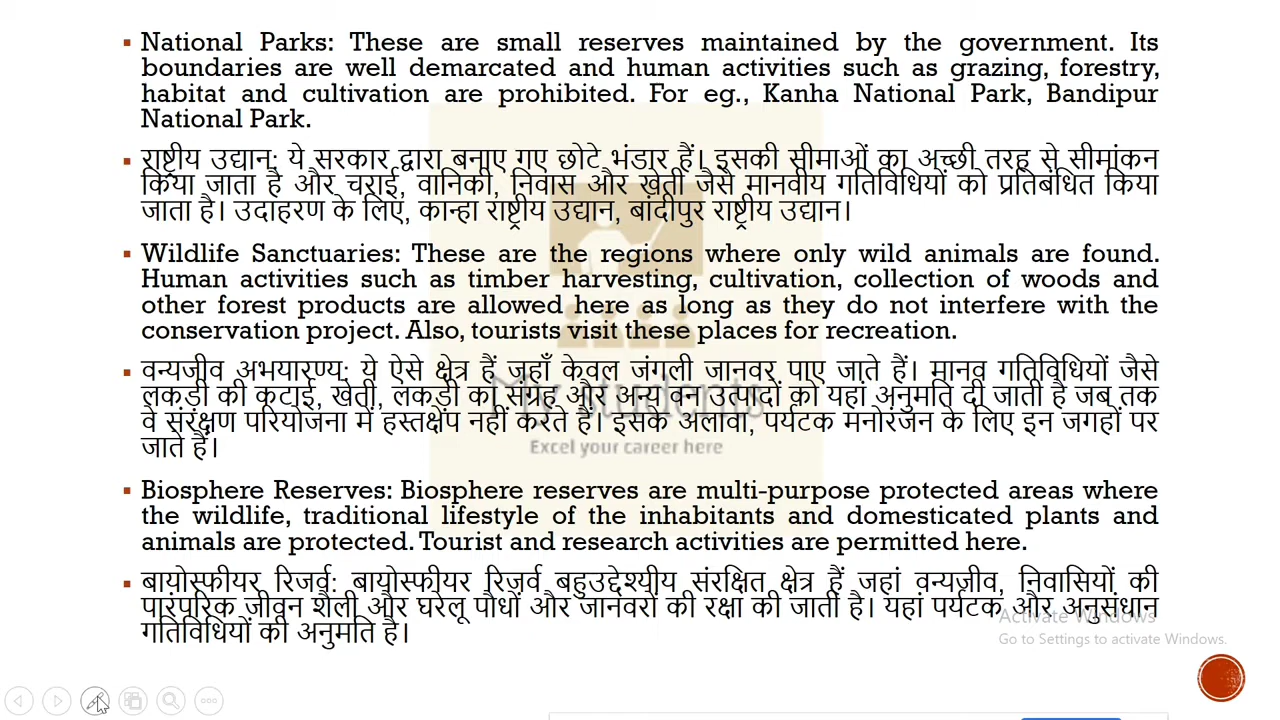 National Parks: These are small reserves maintained by the government. Its
boundaries are well demarcated and human activities such as grazing, forestry,
habitat and cultivation are prohibited. For eg., Kanha National Park, Bandipur
National Park.
राष्ट्रीय उद्यान: ये सरकार द्वारा बनाए गए छोटे भंडार हैं। इसकी सीमाओं का अच्छी तरह से सीमांकन
किया जाता है और चराई, वानिकी, निवास और खेती जैसे मानवीय गतिविधियों को प्रतिबंधित किया
जाता है। उदाहरण के लिए, कान्हा राष्ट्रीय उद्यान, बांदीपुर राष्ट्रीय उद्यान।
Wildlife Sanctuaries: These are the regions where only wild animals are found.
Human activities such as timber harvesting, cultivation, collection of woods and
other forest products are allowed here as long as they do not interfere with the
conservation project. Also, tourists visit these places for recreation.
वन्यजीव अभयारण्य: ये ऐसे क्षेत्र हैं जहाँ केवल जंगली जानवर पाए जाते हैं। मानव गतिविधियों जैसे
लकड़ी की कटाई, खेती, लकड़ी का संग्रह और अन्य वन उत्पादों को यहां अनुमति दी जाती है जब तक
वे संरक्षण परियोजना में हस्तक्षेप नहीं करते हैं। इसके अलावा, पर्यटक मनोरंजन के लिए इन जगहों पर
जाते हैं।
My students
Excel your career here
Biosphere Reserves: Biosphere reserves are multi-purpose protected areas where
the wildlife, traditional lifestyle of the inhabitants and domesticated plants and
animals are protected. Tourist and research activities are permitted here.
बायोस्फीयर रिजर्व: बायोस्फीयर रिजर्व बहुउद्देश्यीय संरक्षित क्षेत्र हैं जहां वन्यजीव, निवासियों की
पारंपरिक जीवन शैली और घरेलू पौधों और जानवरों की रक्षा की जाती है। यहां पर्यटक और अनुसंधान
गतिविधियों की अनुमति है।
Activate Windows
Go to Settings to activate Windows.